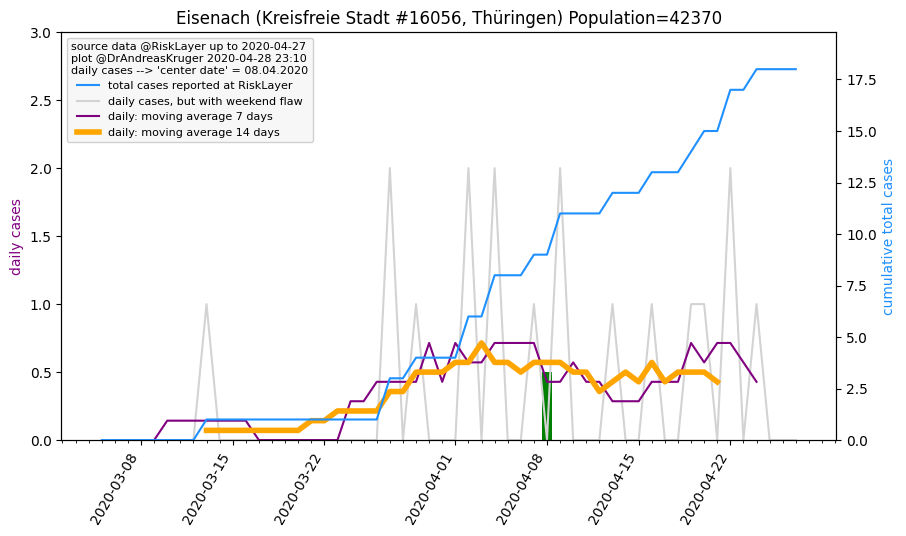 Eisenach (Kreisfreie Stadt #16056, Thüringen) Population=42370
source data @RiskLayer up to 2020-04-27
plot @DrAndreasKruger 2020-04-28 23:10
daily cases --> 'center date' = 08.04.2020
total cases reported at RiskLayer
daily cases, but with weekend flaw
daily: moving average 7 days
daily: moving average 14 days
daily cases
3.0
2.5
2.0
1.5
1.0
0.5
0.0
17.5
15.0
12.5
10.0
7.5
5.0
2.5
0.0
cumulative total cases
2020-03-08
2020-03-15
2020-03-22
2020-04-01
2020-04-08
2020-04-15
2020-04-22